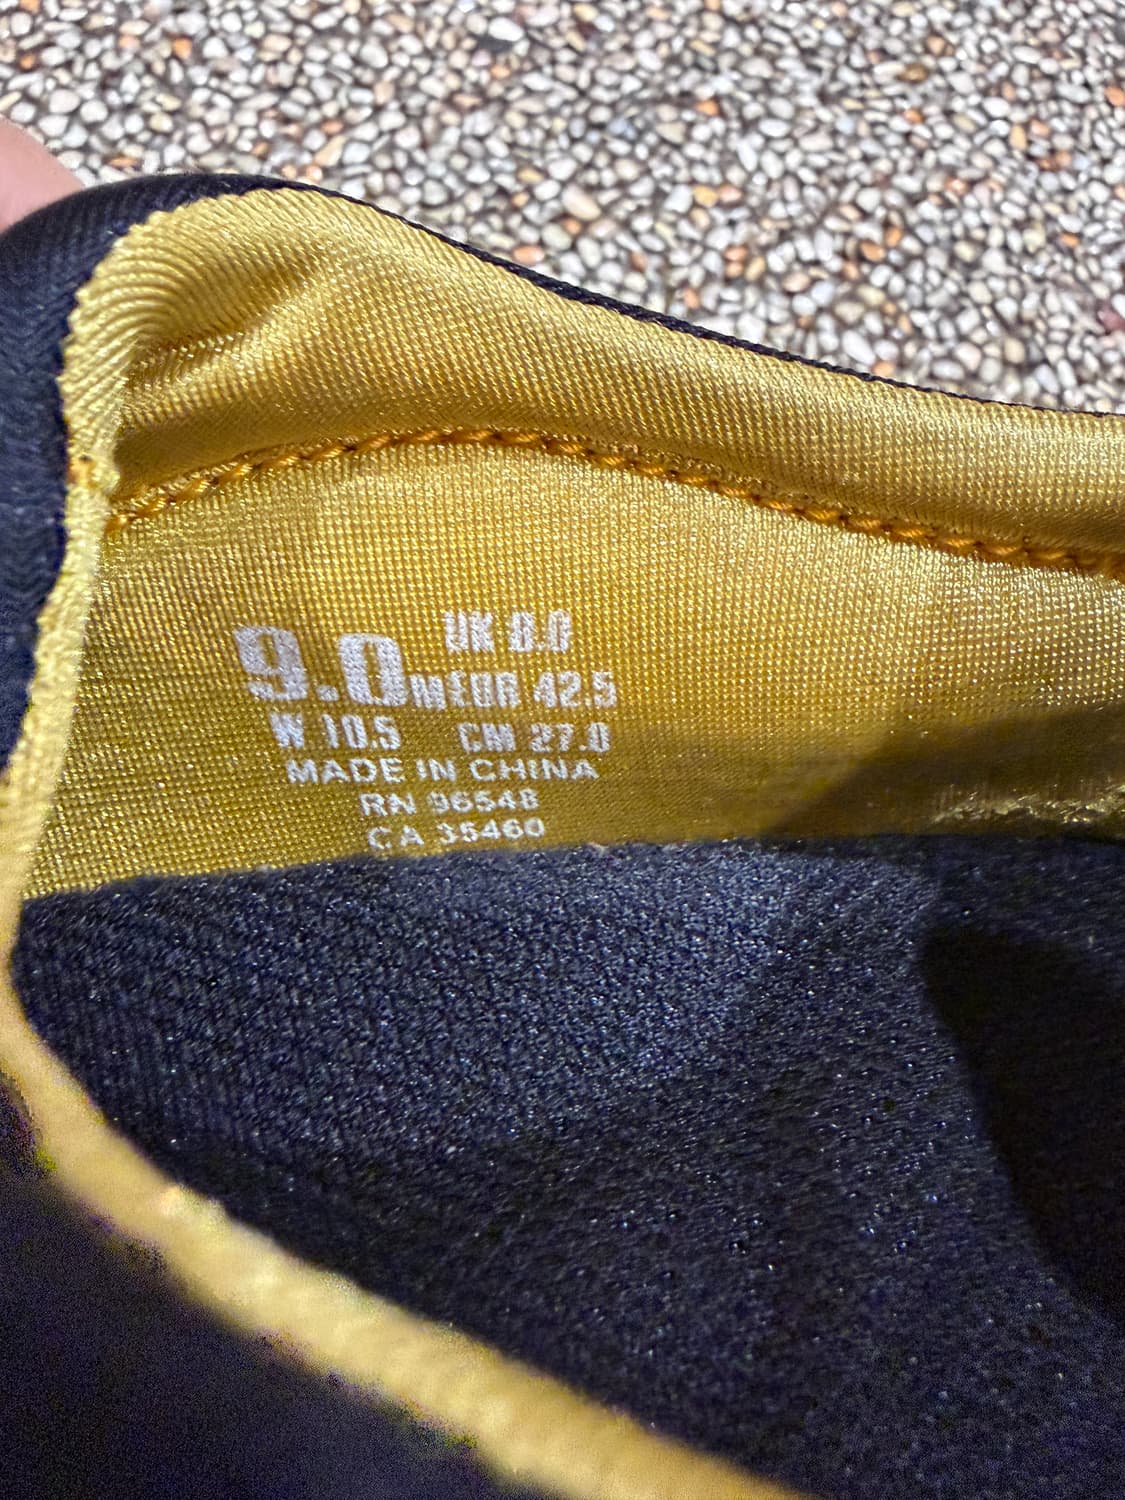 9.0 M UK 8.0
EUR 42.5
W 10.5 CM 27.0
MADE IN CHINA
RN 96548
CA 35460